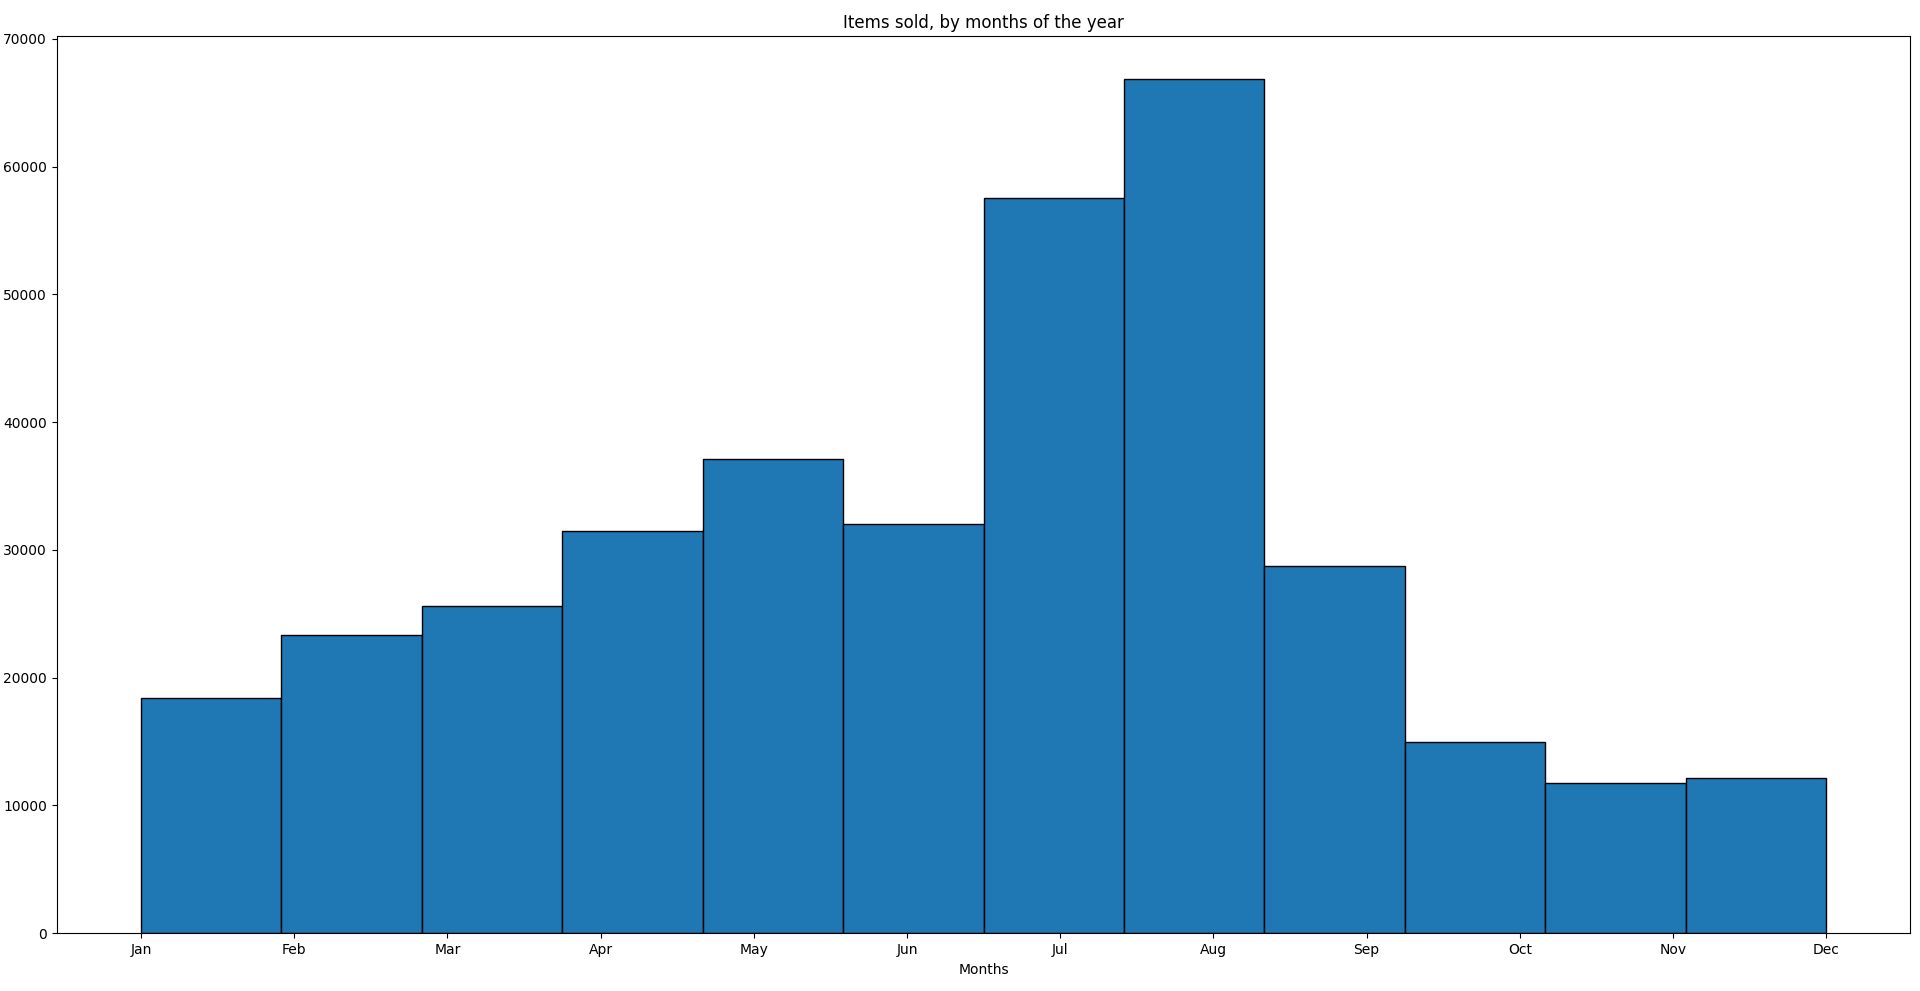 Items sold, by months of the year
70000
60000
50000
40000
30000
20000
10000
0
Jan Feb Mar Apr May Jun Jul Aug Sep Oct Nov Dec
Months